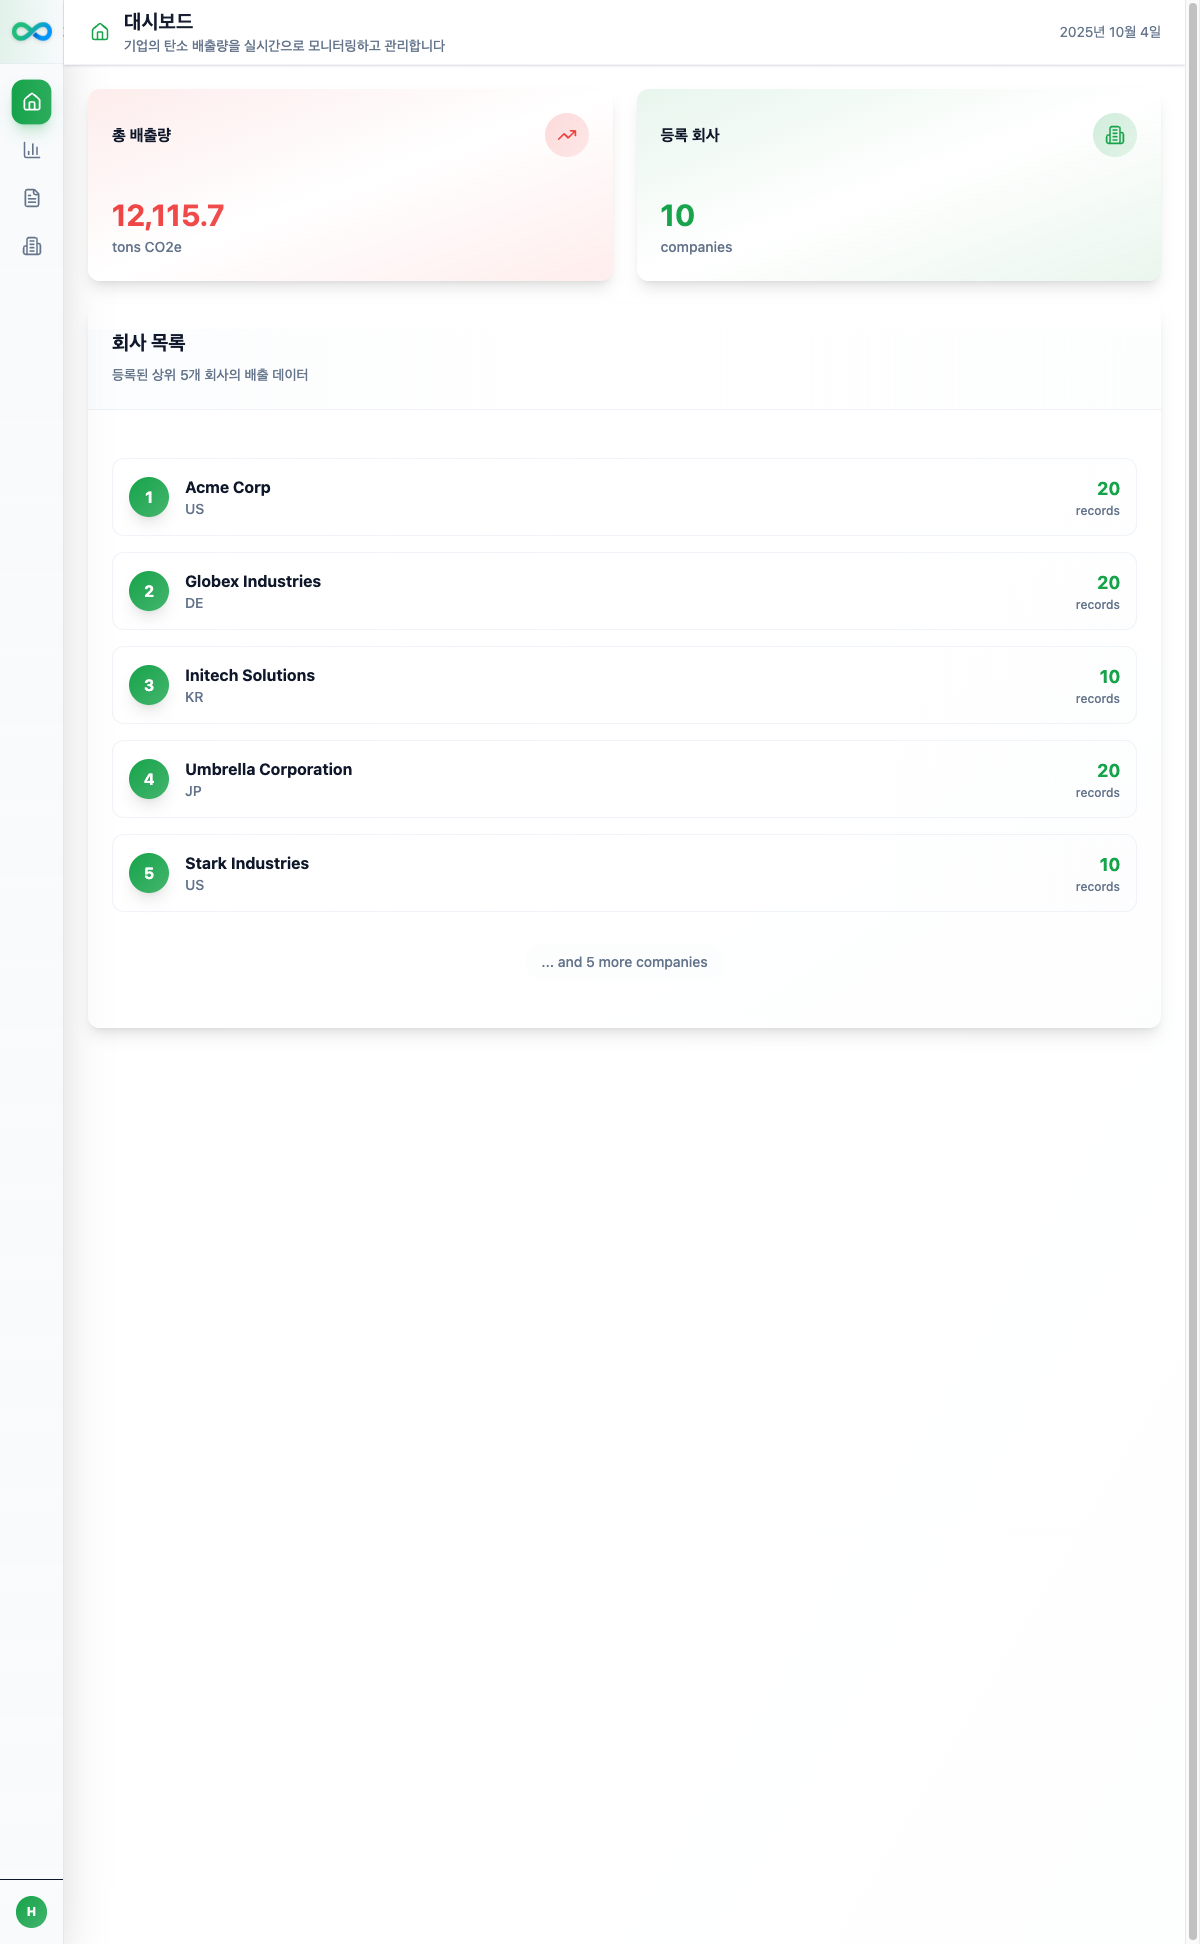 대시보드
기업의 탄소 배출량을 실시간으로 모니터링하고 관리합니다
2025년 10월 4일
총 배출량
12,115.7
tons CO2e
등록 회사
10
companies
회사 목록
등록된 상위 5개 회사의 배출 데이터
1
Acme Corp
US
20
records
2
Globex Industries
DE
20
records
3
Initech Solutions
KR
10
records
4
Umbrella Corporation
JP
20
records
5
Stark Industries
US
10
records
... and 5 more companies
H